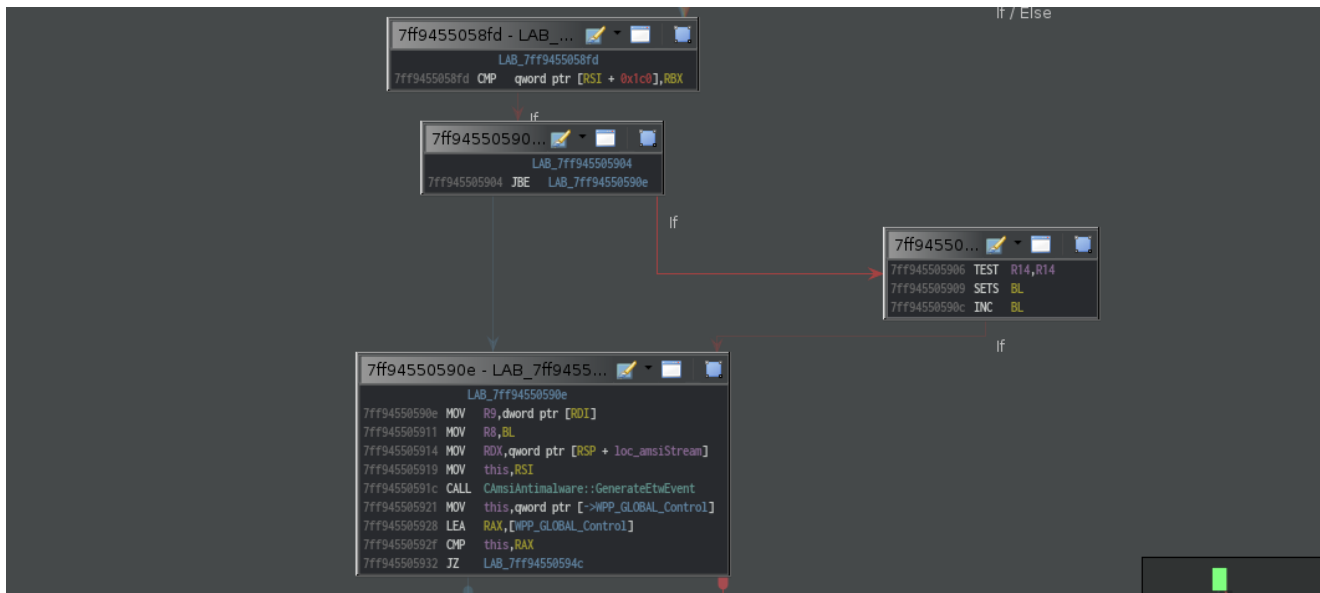 If / Else
7ff9455058fd - LAB_...
LAB_7ff9455058fd
7ff9455058fd CMP qword ptr [RSI + 0x1c0],RBX
If
7ff94550590...
LAB_7ff945505904
7ff945505904 JBE LAB_7ff94550590e
If
7ff94550...
7ff945505906 TEST R14,R14
7ff945505909 SETS BL
7ff94550590c INC BL
If
7ff94550590e - LAB_7ff9455...
LAB_7ff94550590e
7ff94550590e MOV R9,dword ptr [RDI]
7ff945505911 MOV R8,BL
7ff945505914 MOV RDX,qword ptr [RSP + loc_amsiStream]
7ff945505919 MOV this,RSI
7ff94550591c CALL CAmsiAntimalware::GenerateEtwEvent
7ff945505921 MOV this,qword ptr [->WPP_GLOBAL_Control]
7ff945505928 LEA RAX,[WPP_GLOBAL_Control]
7ff94550592f CMP this,RAX
7ff945505932 JZ LAB_7ff94550594c